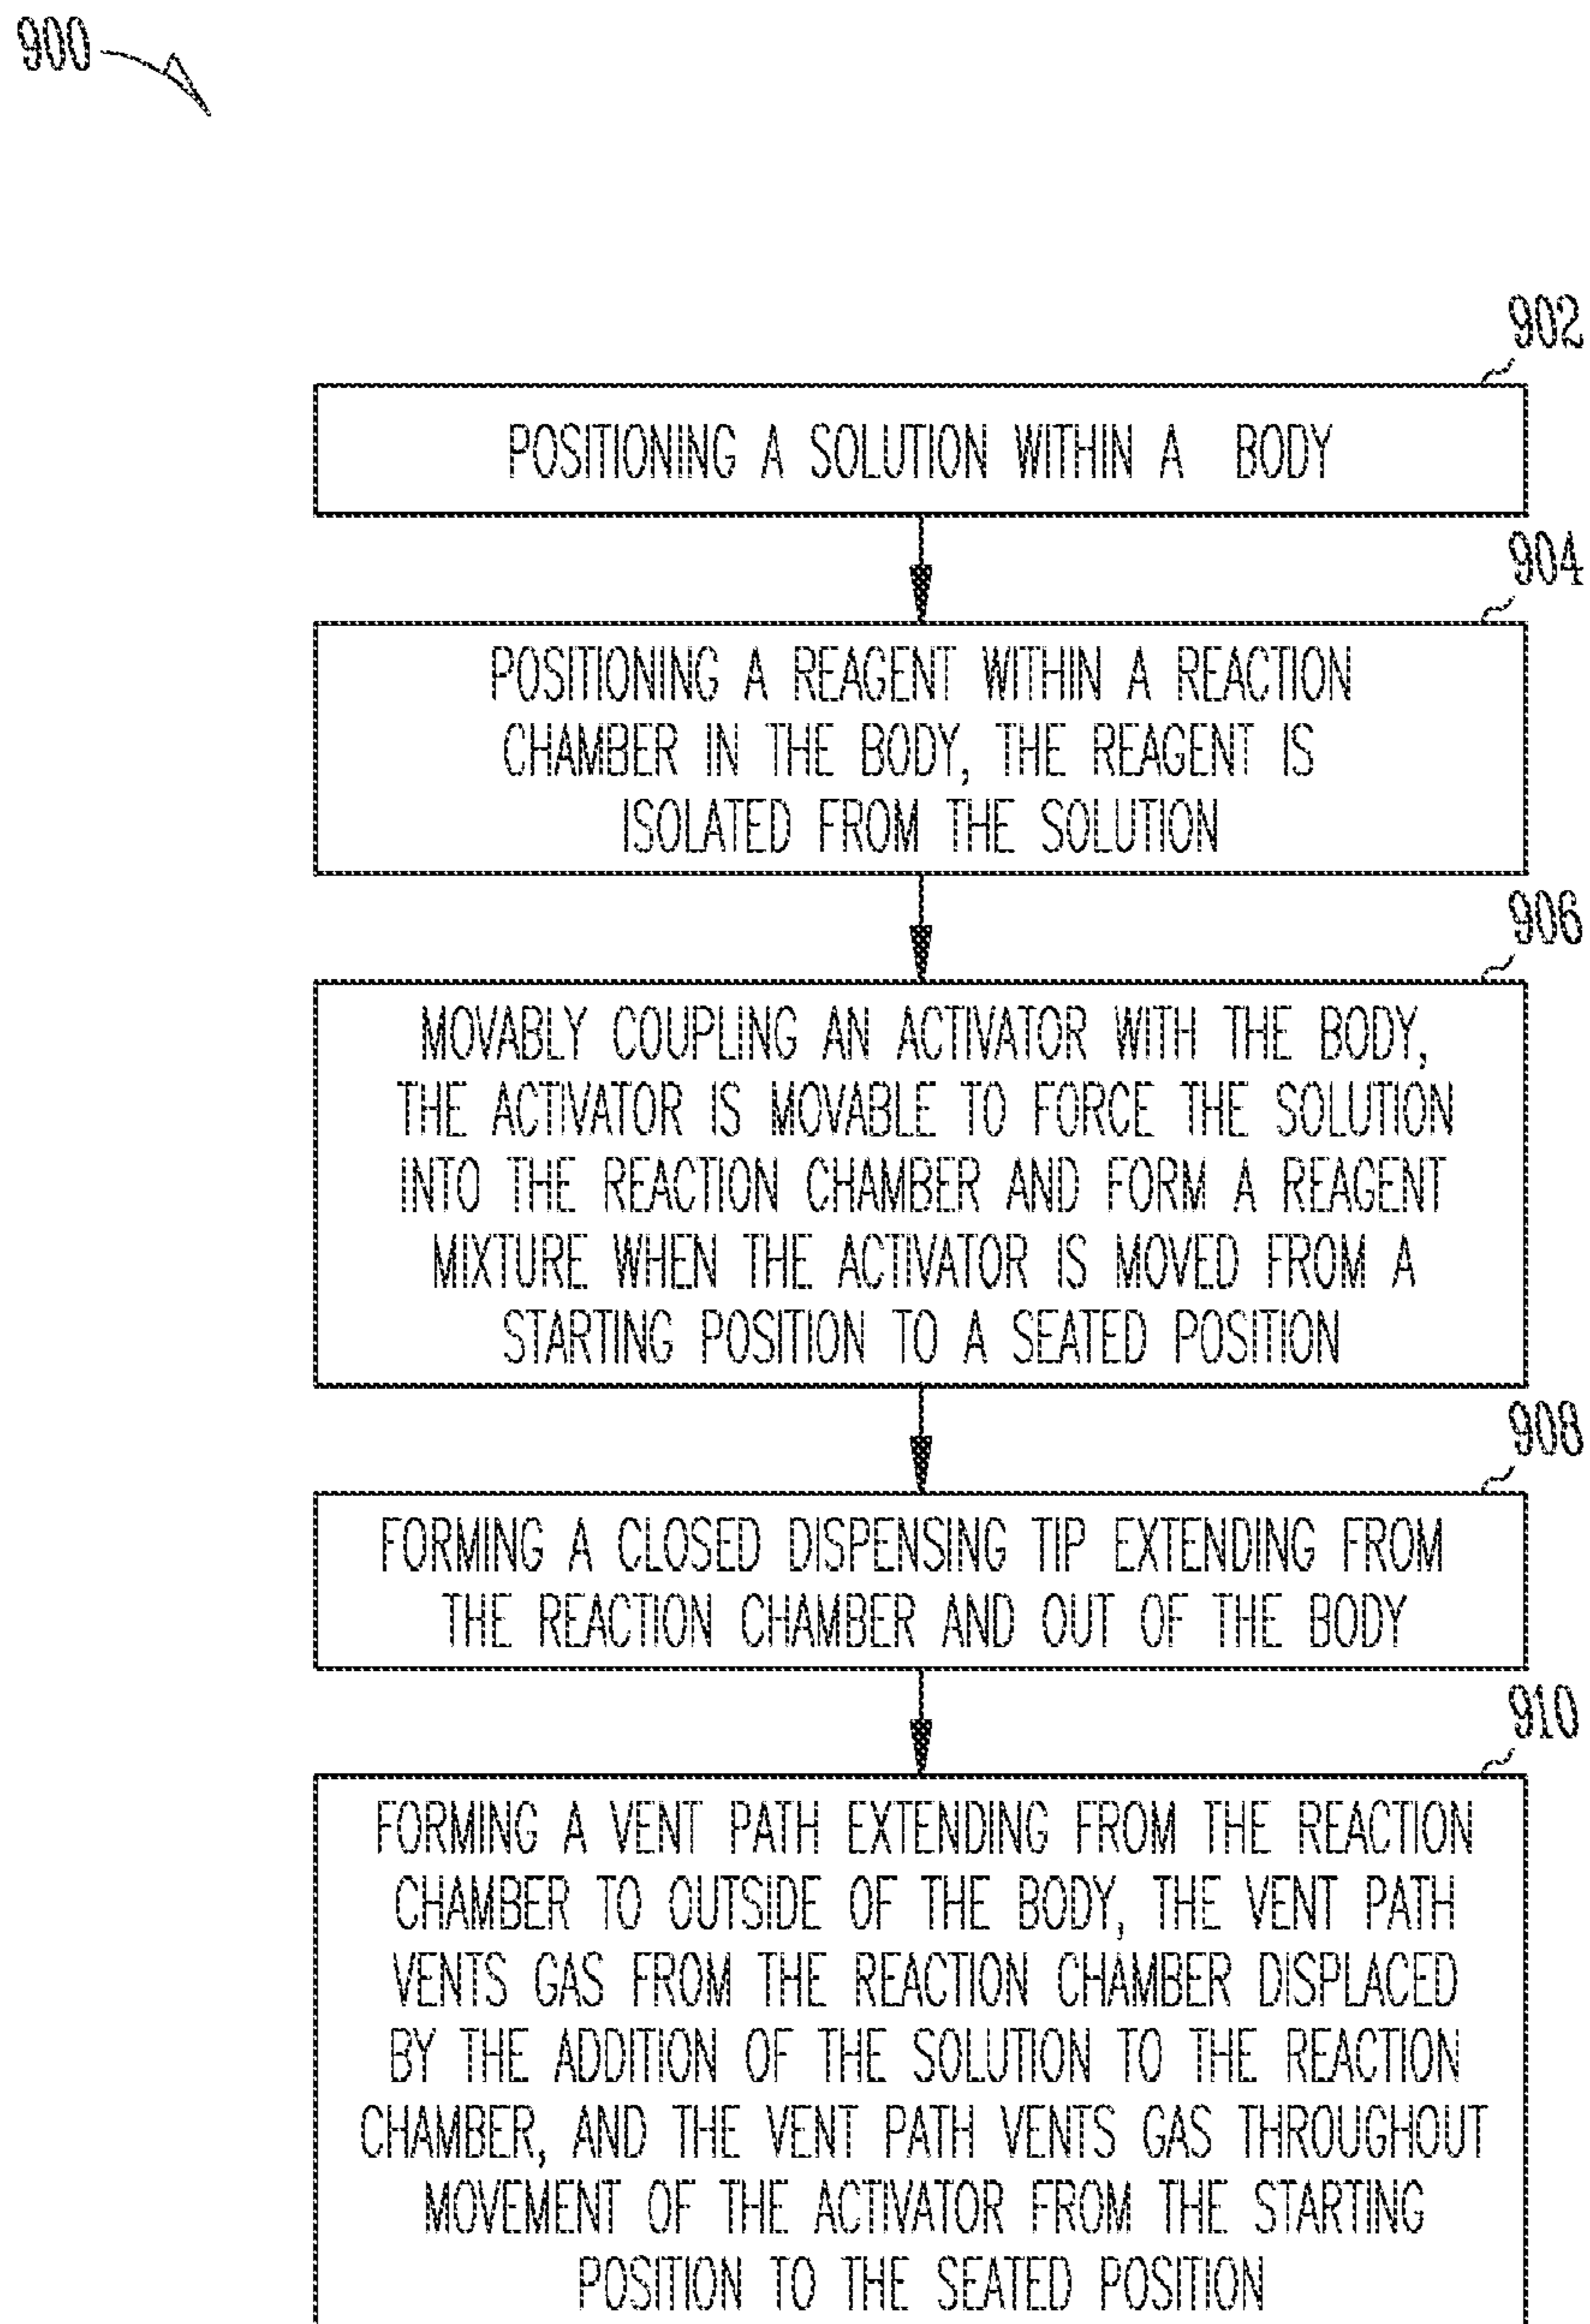 900
902
POSITIONING A SOLUTION WITHIN A BODY
904
POSITIONING A REAGENT WITHIN A REACTION
CHAMBER IN THE BODY, THE REAGENT IS
ISOLATED FROM THE SOLUTION
906
MOVABLY COUPLING AN ACTIVATOR WITH THE BODY,
THE ACTIVATOR IS MOVABLE TO FORCE THE SOLUTION
INTO THE REACTION CHAMBER AND FORM A REAGENT
MIXTURE WHEN THE ACTIVATOR IS MOVED FROM A
STARTING POSITION TO A SEATED POSITION
908
FORMING A CLOSED DISPENSING TIP EXTENDING FROM
THE REACTION CHAMBER AND OUT OF THE BODY
910
FORMING A VENT PATH EXTENDING FROM THE REACTION
CHAMBER TO OUTSIDE OF THE BODY, THE VENT PATH
VENTS GAS FROM THE REACTION CHAMBER DISPLACED
BY THE ADDITION OF THE SOLUTION TO THE REACTION
CHAMBER, AND THE VENT PATH VENTS GAS THROUGHOUT
MOVEMENT OF THE ACTIVATOR FROM THE STARTING
POSITION TO THE SEATED POSITION